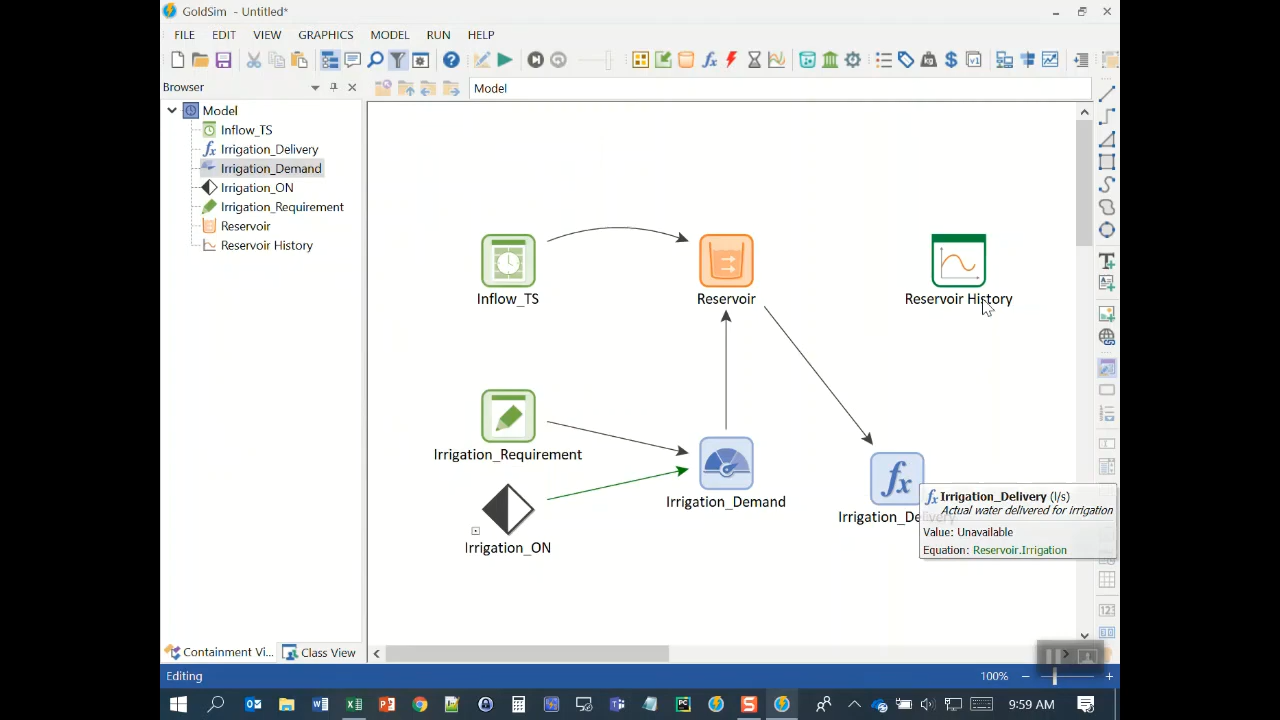 GoldSim - Untitled*
FILE EDIT VIEW GRAPHICS MODEL RUN HELP
Browser
Model
Model
Inflow_TS
Irrigation_Delivery
Irrigation_Demand
Irrigation_ON
Irrigation_Requirement
Reservoir
Reservoir History
Inflow_TS
Reservoir
Reservoir History
Irrigation_Requirement
Irrigation_Demand
Irrigation_ON
Irrigation_Delivery
fx Irrigation_Delivery (l/s)
Actual water delivered for irrigation
Value: Unavailable
Equation: Reservoir.Irrigation
Containment Vi... Class View
Editing
100%
9:59 AM